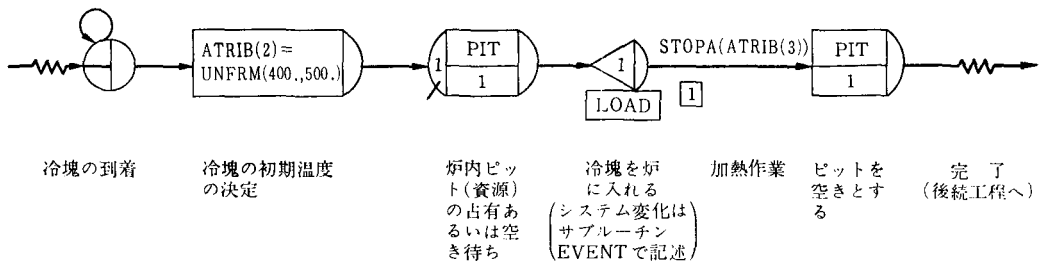 ATRIB(2)=
UNFRM(400.,500.)
1
PIT
1
1
LOAD
STOPA(ATRIB(3))
1
PIT
1
冷塊の到着
冷塊の初期温度
の決定
炉内ピッ
ト(資源)
の占有あ
るいは空
き待ち
冷塊を炉
に入れる
(システム変化は
サブルーチン
EVENTで記述)
加熱作業
ピットを
空きとす
る
完 了
(後続工程へ)